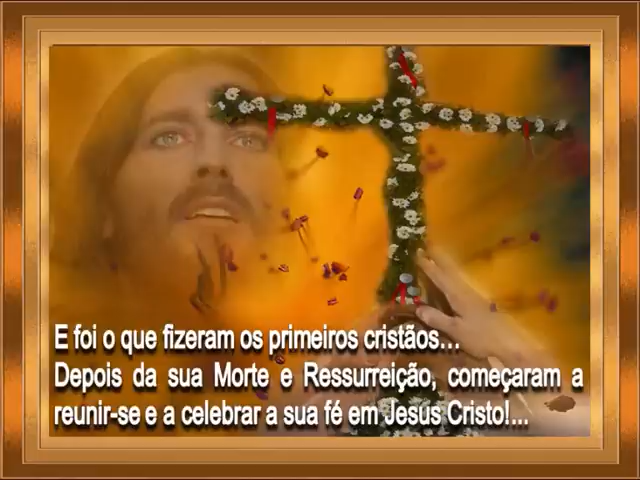 E foi o que fizeram os primeiros cristãos...
Depois da sua Morte e Ressurreição, começaram a
reunir-se e a celebrar a sua fé em Jesus Cristo!...